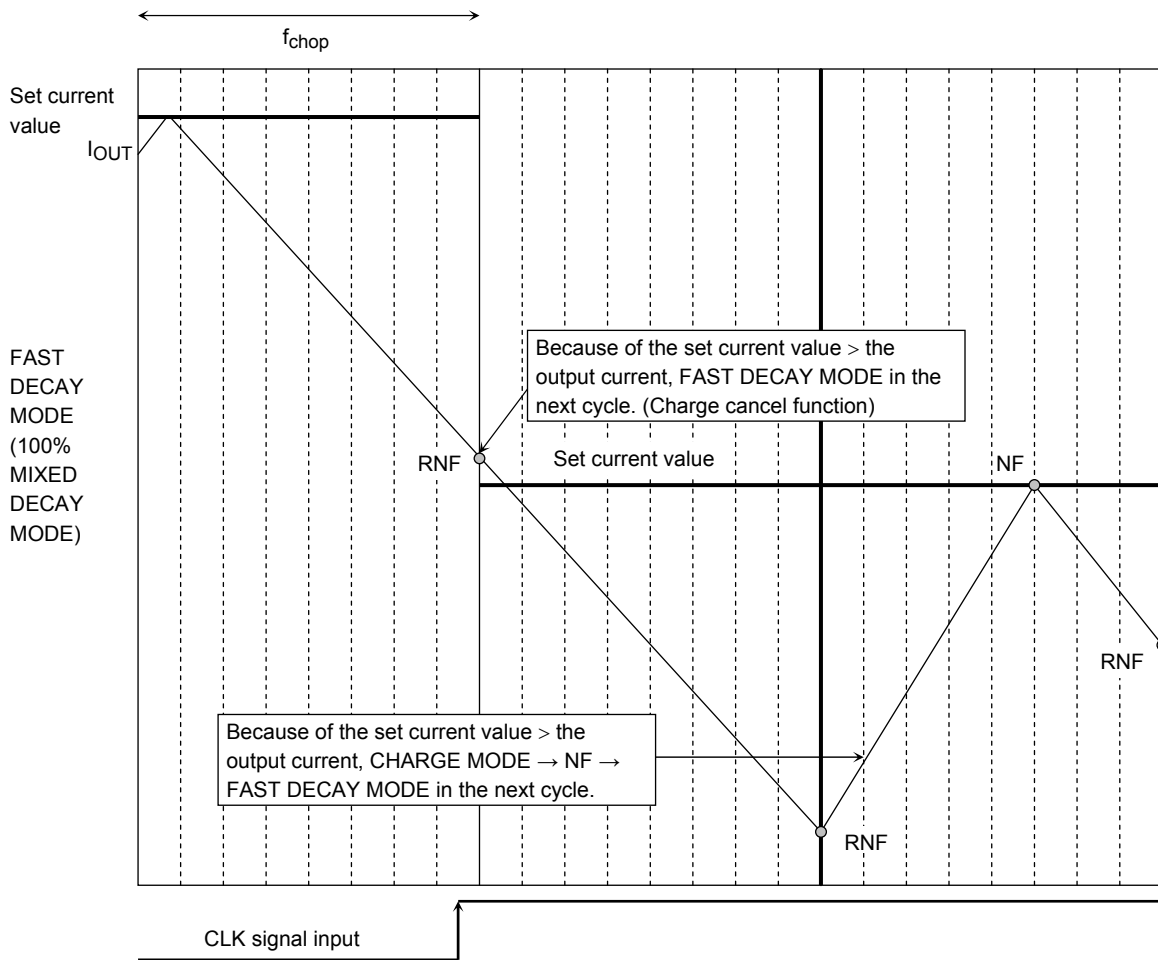 fchop
Set current
value
IOUT
FAST
DECAY
MODE
(100%
MIXED
DECAY
MODE)
Because of the set current value > the
output current, FAST DECAY MODE in the
next cycle. (Charge cancel function)
RNF
Set current value
NF
RNF
Because of the set current value > the
output current, CHARGE MODE → NF →
FAST DECAY MODE in the next cycle.
RNF
CLK signal input